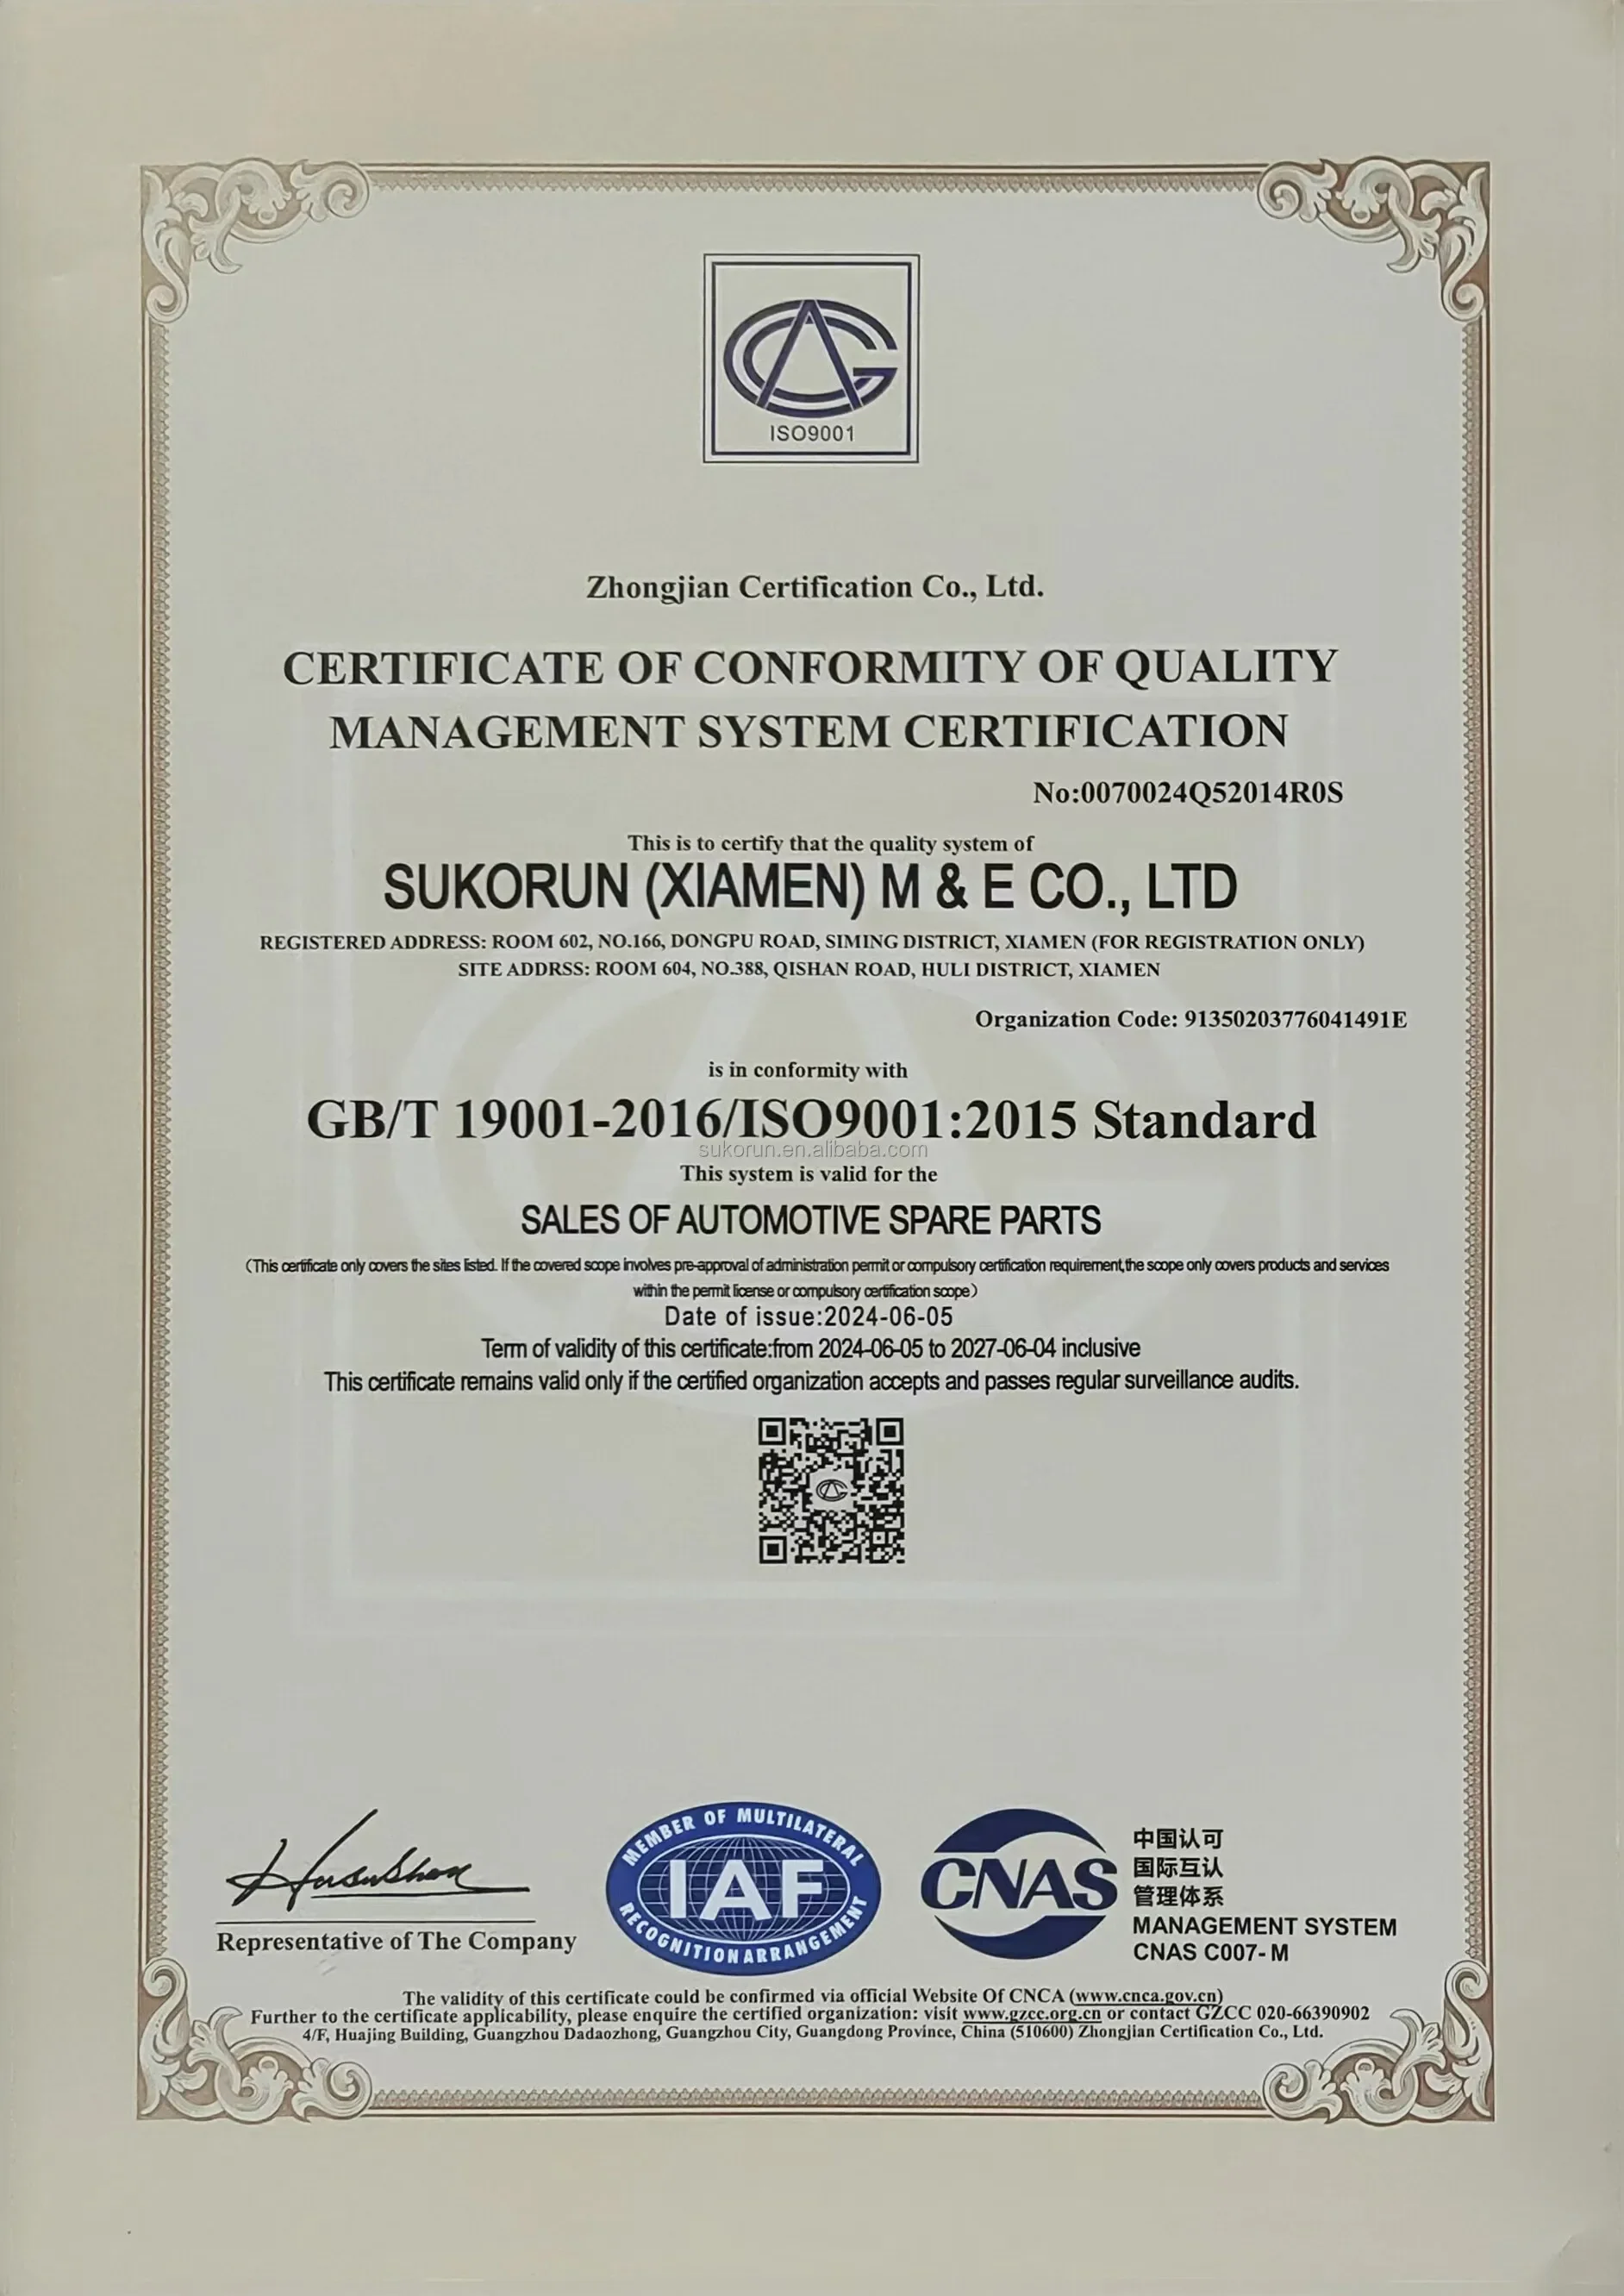 ISO9001
Zhongjian Certification Co., Ltd.
CERTIFICATE OF CONFORMITY OF QUALITY
MANAGEMENT SYSTEM CERTIFICATION
No:0070024Q52014R0S
This is to certify that the quality system of
SUKORUN (XIAMEN) M & E CO., LTD
REGISTERED ADDRESS: ROOM 602, NO.166, DONGPU ROAD, SIMING DISTRICT, XIAMEN (FOR REGISTRATION ONLY)
SITE ADDRSS: ROOM 604, NO.388, QISHAN ROAD, HULI DISTRICT, XIAMEN
Organization Code: 91350203776041491E
is in conformity with
GB/T 19001-2016/ISO9001:2015 Standard
sukorun.en.alibaba.com
This system is valid for the
SALES OF AUTOMOTIVE SPARE PARTS
(This certificate only covers the sites listed. If the covered scope involves pre-approval of administration permit or compulsory certification requirement,the scope only covers products and services
within the permit license or compulsory certification scope)
Date of issue:2024-06-05
Term of validity of this certificate:from 2024-06-05 to 2027-06-04 inclusive
This certificate remains valid only if the certified organization accepts and passes regular surveillance audits.
Representative of The Company
MEMBER OF MULTILATERAL
IAF
RECOGNITION ARRANGEMENT
CNAS
中国认可
国际互认
管理体系
MANAGEMENT SYSTEM
CNAS C007-M
The validity of this certificate could be confirmed via official Website Of CNCA (www.cnca.gov.cn)
Further to the certificate applicability, please enquire the certified organization: visit www.gzcc.org.cn or contact GZCC 020-66390902
4/F, Huajing Building, Guangzhou Dadaozhong, Guangzhou City, Guangdong Province, China (510600) Zhongjian Certification Co., Ltd.